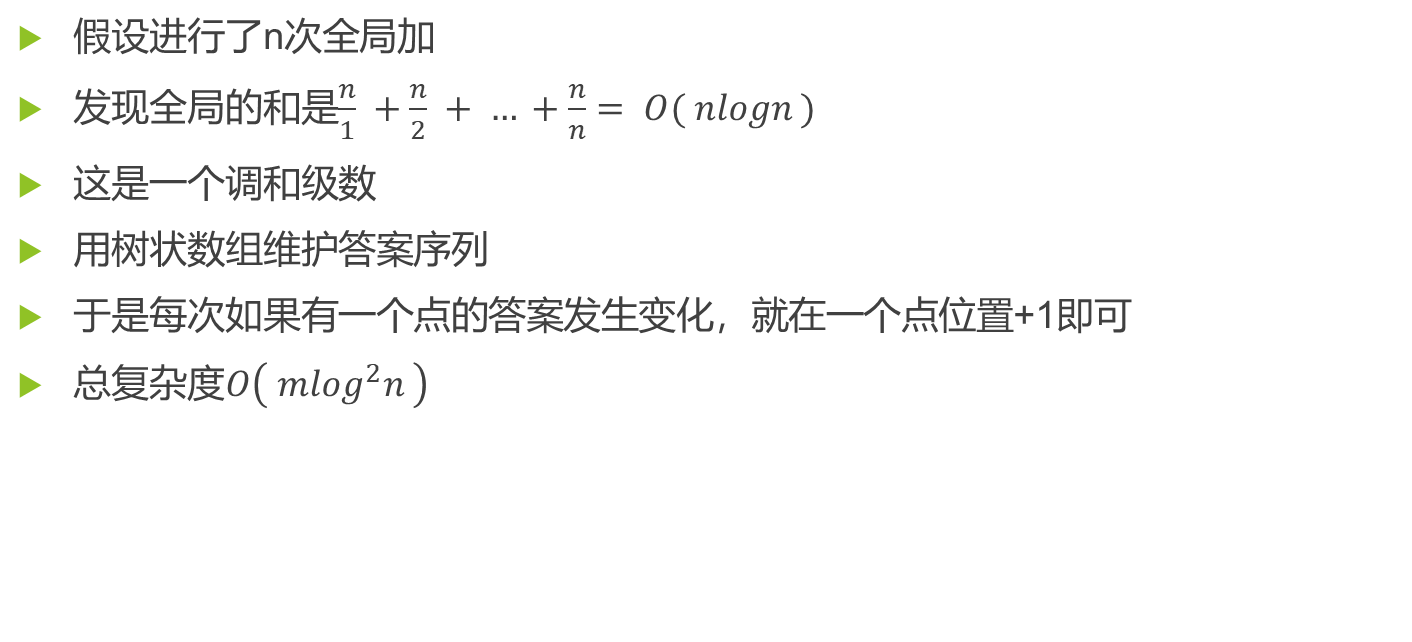 假设进行了n次全局加
发现全局的和是n/1 + n/2 + … + n/n = O( nlogn )
这是一个调和级数
用树状数组维护答案序列
于是每次如果有一个点的答案发生变化，就在一个点位置+1即可
总复杂度O( mlog²n )